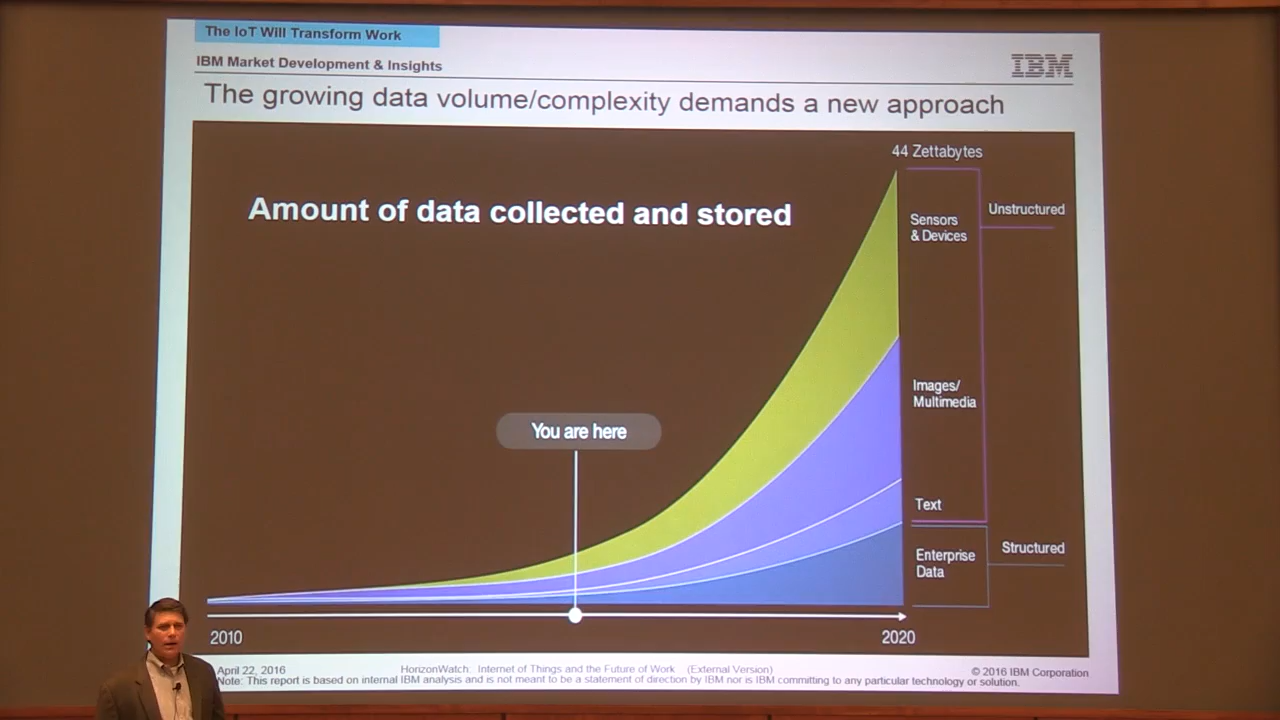 The IoT Will Transform Work
IBM Market Development & Insights
IBM
The growing data volume/complexity demands a new approach
44 Zettabytes
Amount of data collected and stored
Sensors
& Devices
Unstructured
Images/
Multimedia
You are here
Text
Enterprise
Data
Structured
2010
2020
April 22, 2016
HorizonWatch: Internet of Things and the Future of Work (External Version)
© 2016 IBM Corporation
Note: This report is based on internal IBM analysis and is not meant to be a statement of direction by IBM nor is IBM committing to any particular technology or solution.